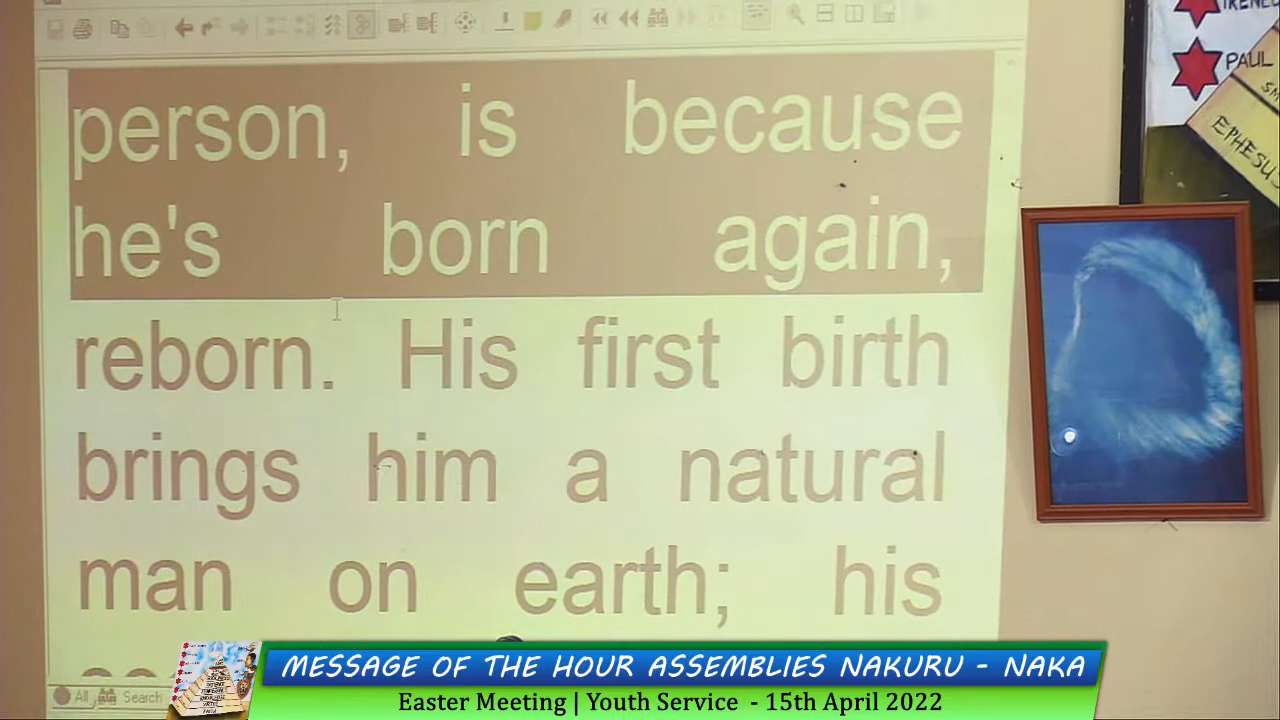 person, is because
he's born again,
reborn. His first birth
brings him a natural
man on earth; his
All Search
PAUL
EPHESUS
MESSAGE OF THE HOUR ASSEMBLIES NAKURU - NAKA
Easter Meeting | Youth Service - 15th April 2022